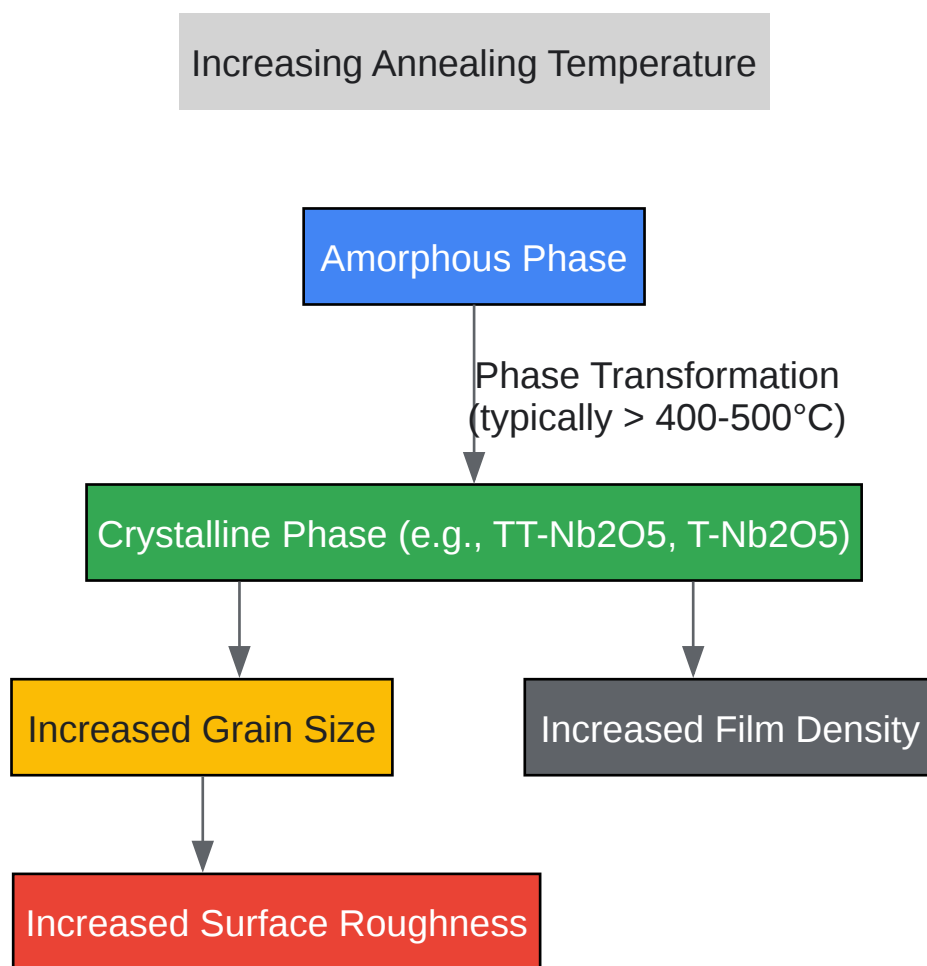 Increasing Annealing Temperature
Amorphous Phase
Phase Transformation
(typically > 400-500°C)
Crystalline Phase (e.g., TT-Nb2O5, T-Nb2O5)
Increased Grain Size
Increased Film Density
Increased Surface Roughness